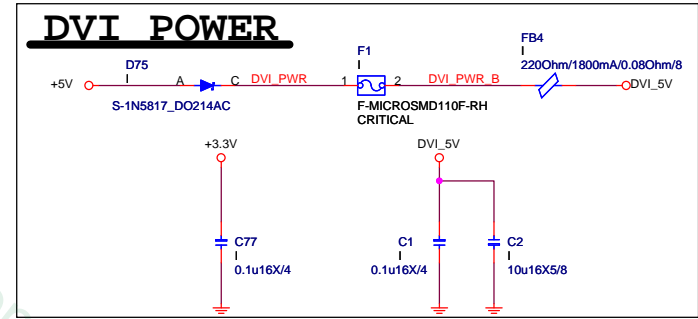 DVI POWER
D75
I
+5V
A
C
DVI_PWR
S-1N5817_DO214AC
F1
I
1
2
DVI_PWR_B
F-MICROSMD110F-RH
CRITICAL
FB4
I
220Ohm/1800mA/0.08Ohm/8
DVI_5V
+3.3V
C77
I
0.1u16X/4
DVI_5V
C1
I
0.1u16X/4
C2
I
10u16X5/8